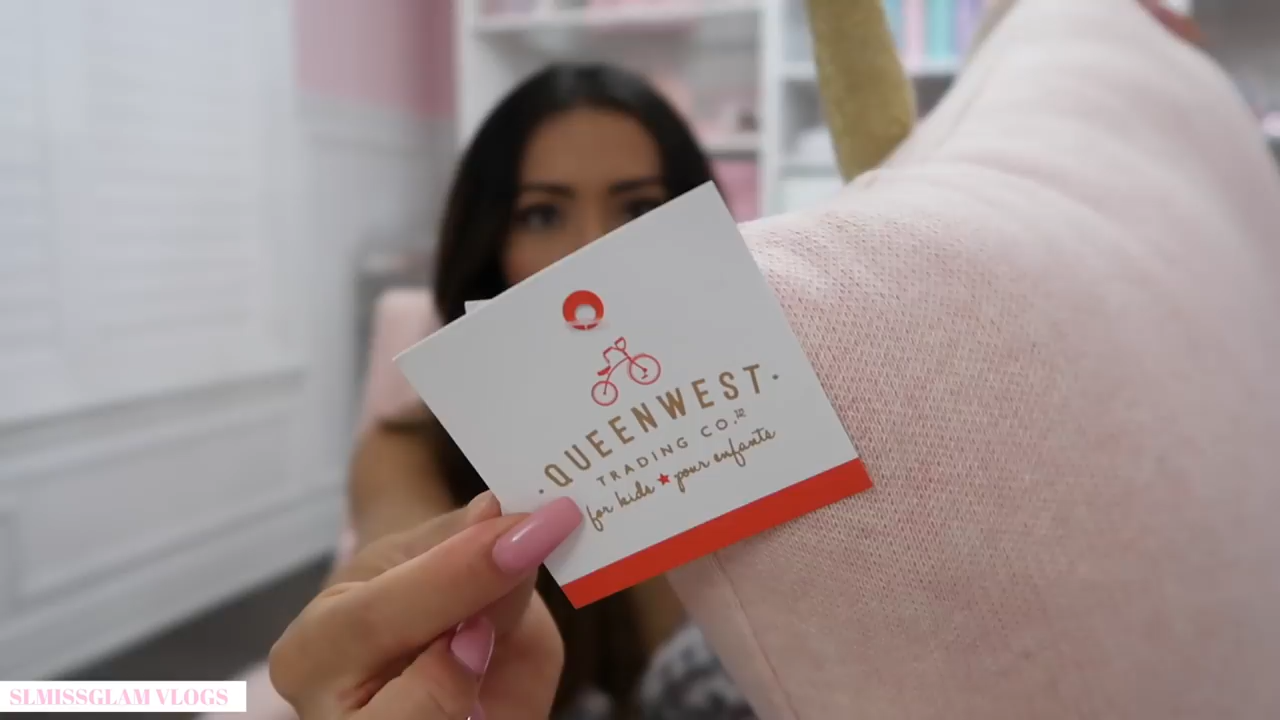 ·QUEENWEST·
TRADING CO.
for kids ★ pour enfants
SLMISSGLAM VLOGS